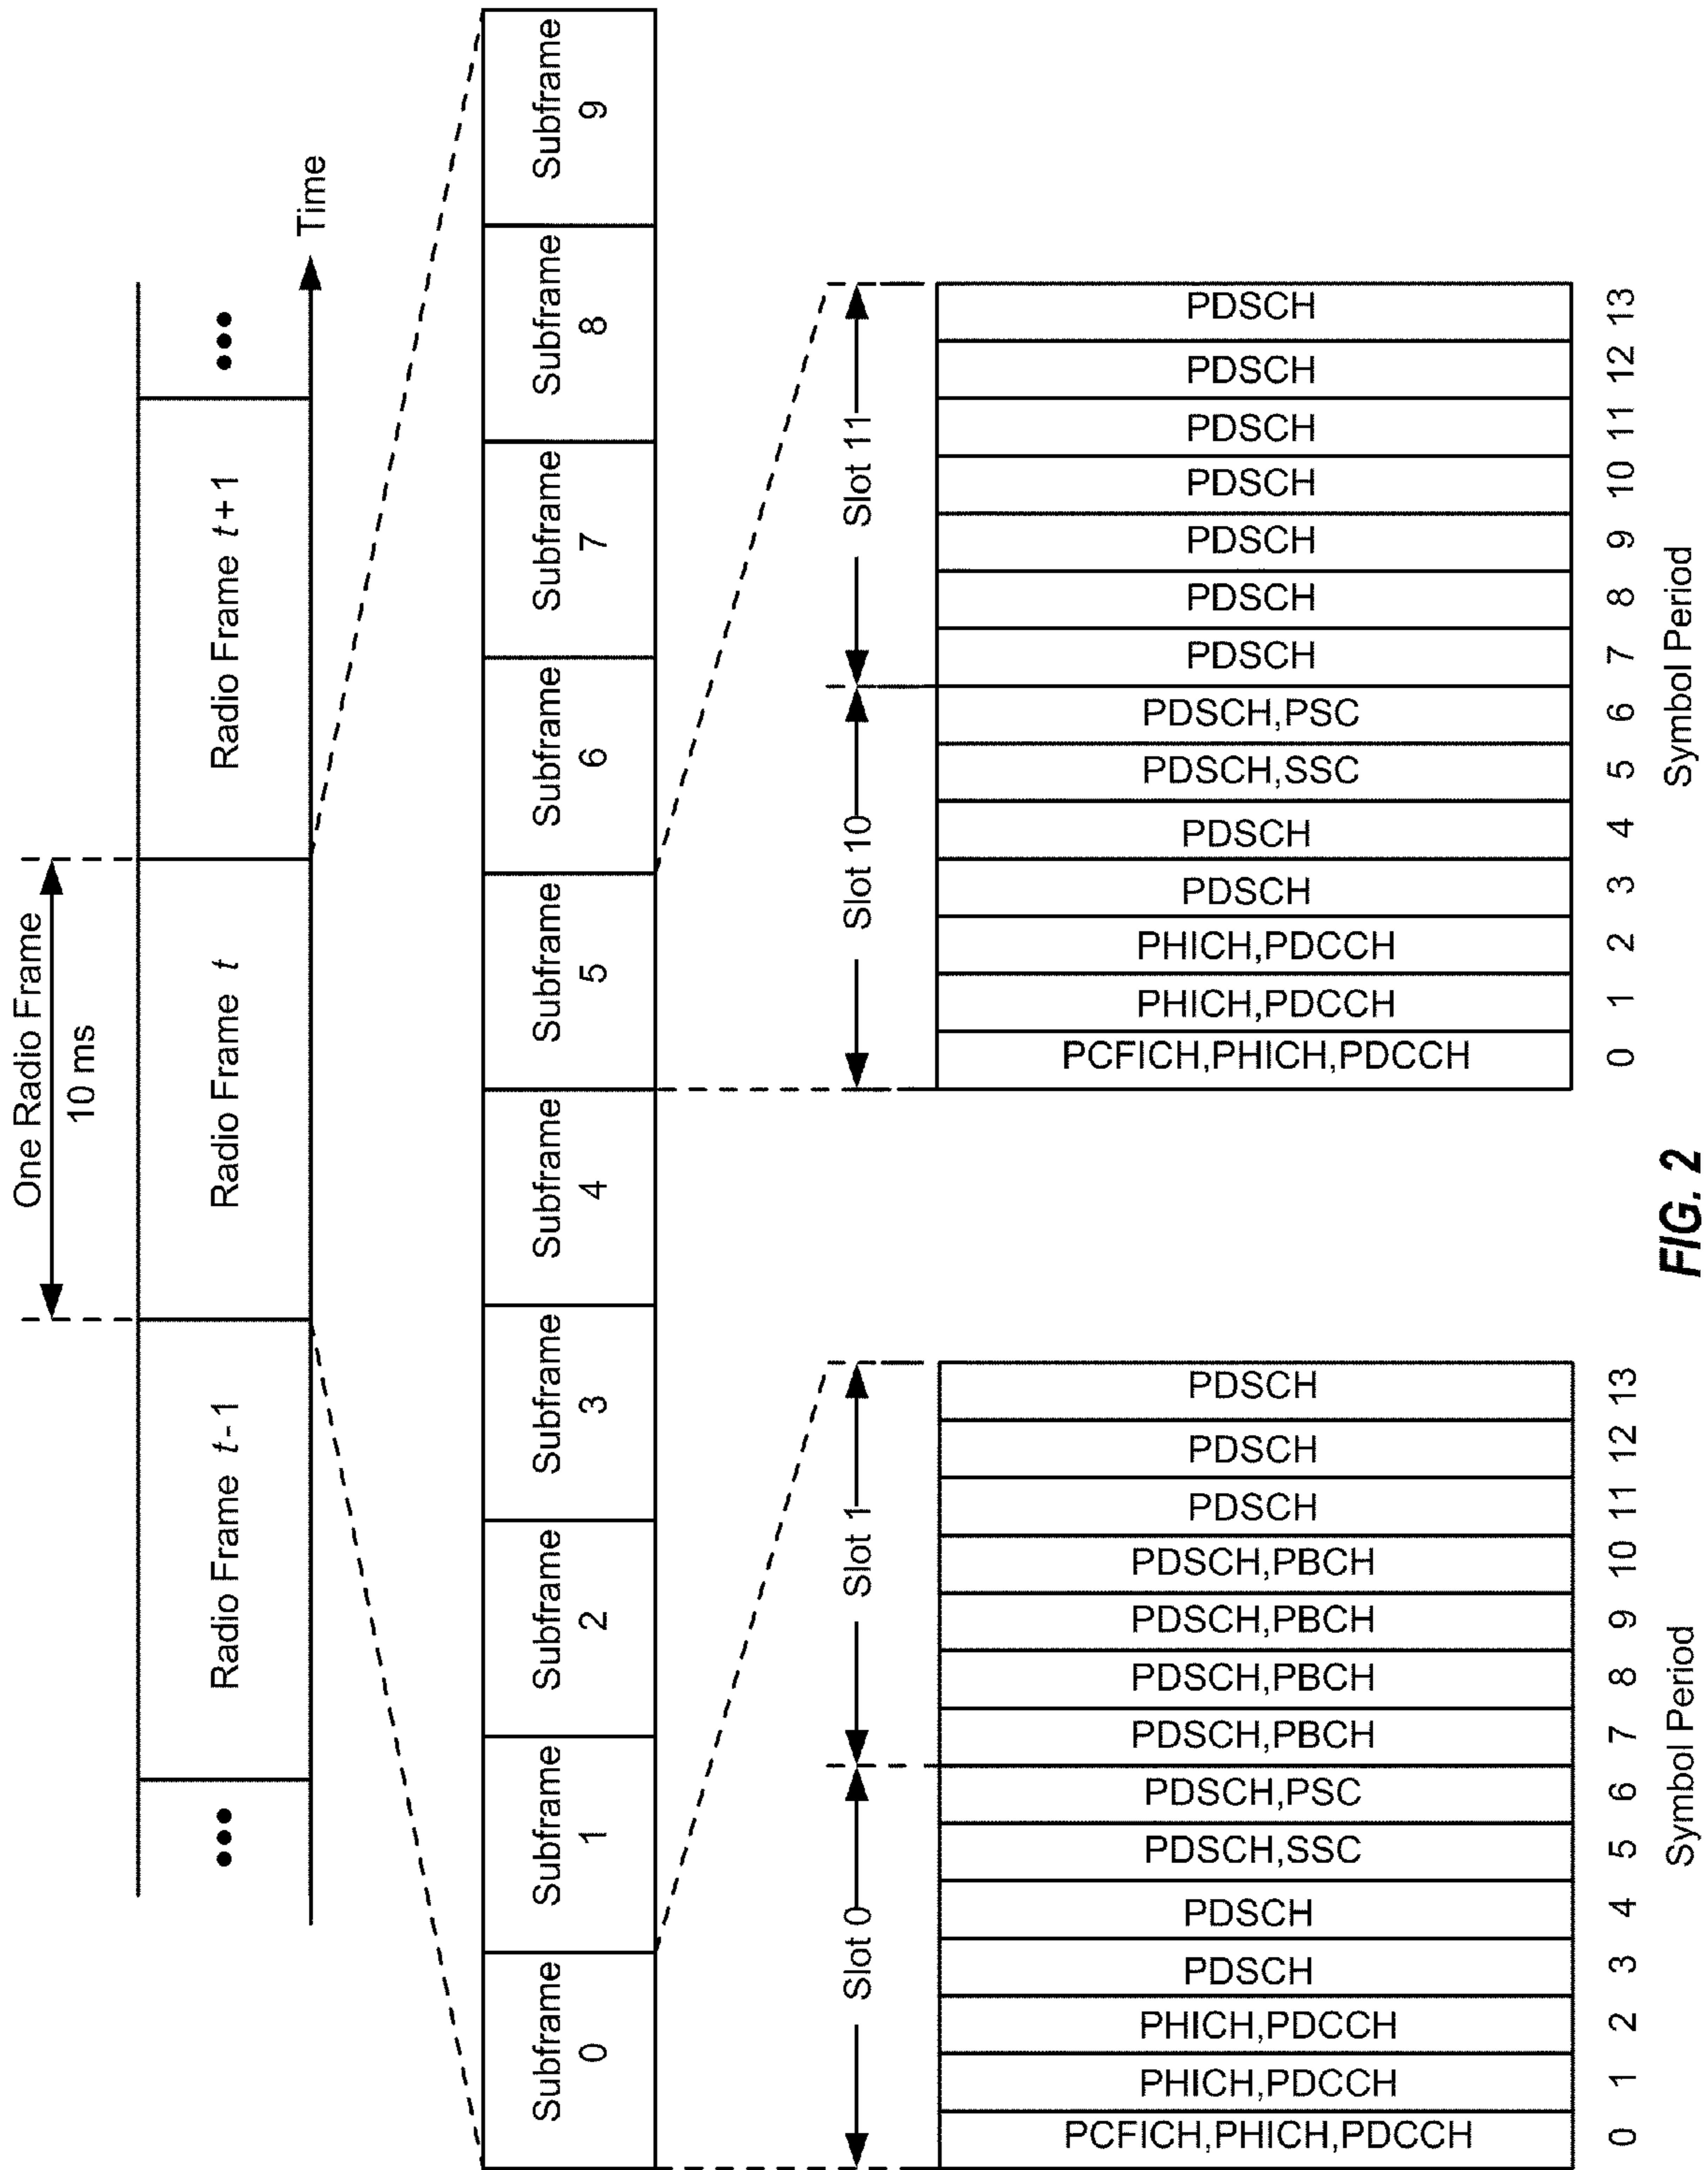 One Radio Frame
10 ms
•••
Radio Frame t-1
Radio Frame t
Radio Frame t+1
•••
Time
Subframe
0
Subframe
1
Subframe
2
Subframe
3
Subframe
4
Subframe
5
Subframe
6
Subframe
7
Subframe
8
Subframe
9
Slot 0
Slot 1
PCFICH,PHICH,PDCCH
PHICH,PDCCH
PHICH,PDCCH
PDSCH
PDSCH
PDSCH,SSC
PDSCH,PSC
PDSCH,PBCH
PDSCH,PBCH
PDSCH,PBCH
PDSCH,PBCH
PDSCH
PDSCH
PDSCH
0 1 2 3 4 5 6 7 8 9 10 11 12 13
Symbol Period
Slot 10
Slot 11
PCFICH,PHICH,PDCCH
PHICH,PDCCH
PHICH,PDCCH
PDSCH
PDSCH
PDSCH,SSC
PDSCH,PSC
PDSCH
PDSCH
PDSCH
PDSCH
PDSCH
PDSCH
PDSCH
0 1 2 3 4 5 6 7 8 9 10 11 12 13
Symbol Period
FIG. 2